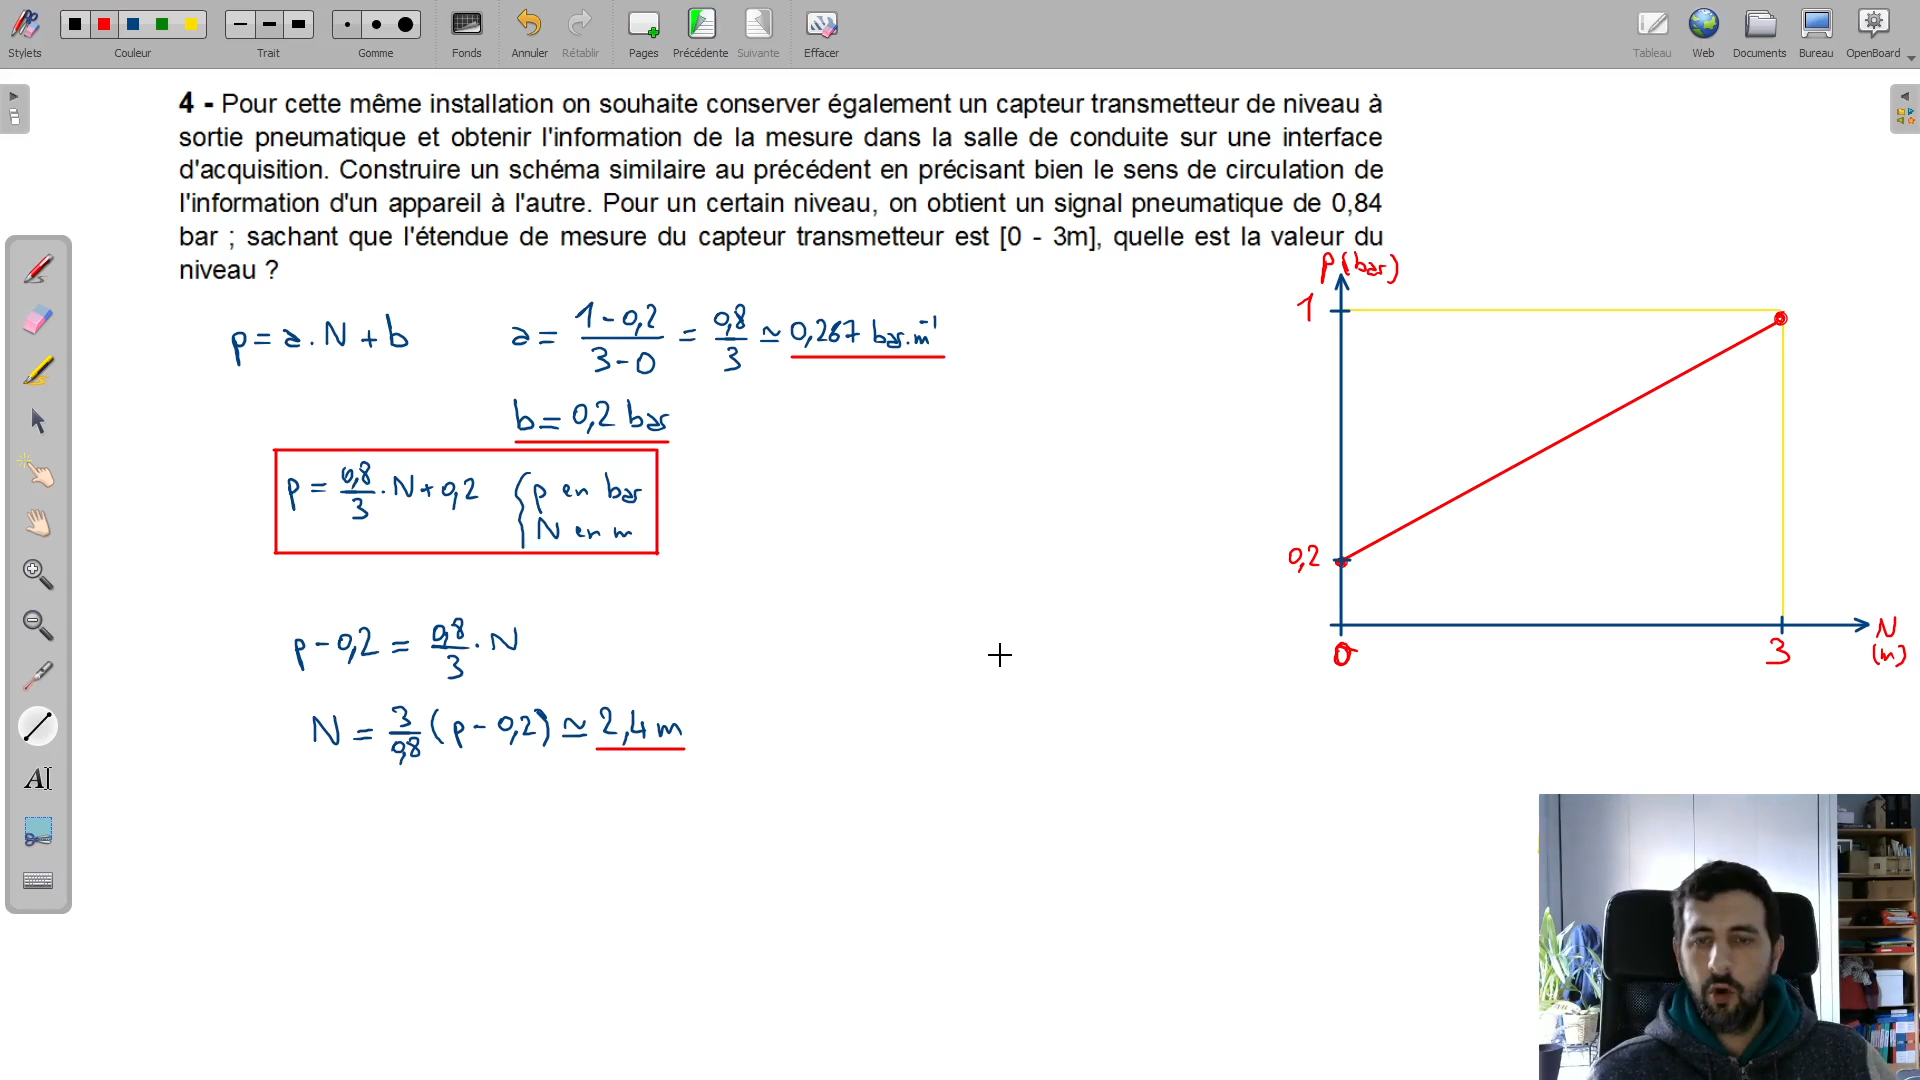 Stylets
Couleur
Trait
Gomme
Fonds
Annuler
Rétablir
Pages
Précédente
Suivante
Effacer
Tableau
Web
Documents
Bureau
OpenBoard
4 - Pour cette même installation on souhaite conserver également un capteur transmetteur de niveau à
sortie pneumatique et obtenir l'information de la mesure dans la salle de conduite sur une interface
d'acquisition. Construire un schéma similaire au précédent en précisant bien le sens de circulation de
l'information d'un appareil à l'autre. Pour un certain niveau, on obtient un signal pneumatique de 0,84
bar ; sachant que l'étendue de mesure du capteur transmetteur est [0 - 3m], quelle est la valeur du
niveau ?
p = a . N + b
a = (1 - 0,2)/(3 - 0) = 0,8/3 ≃ 0,267 bar.m⁻¹
b = 0,2 bar
p = 0,8/3 . N + 0,2 { p en bar
N en m
p - 0,2 = 0,8/3 . N
N = 3/0,8 (p - 0,2) ≃ 2,4 m
P (bar)
1
0,2
0
3
N
(m)
AI